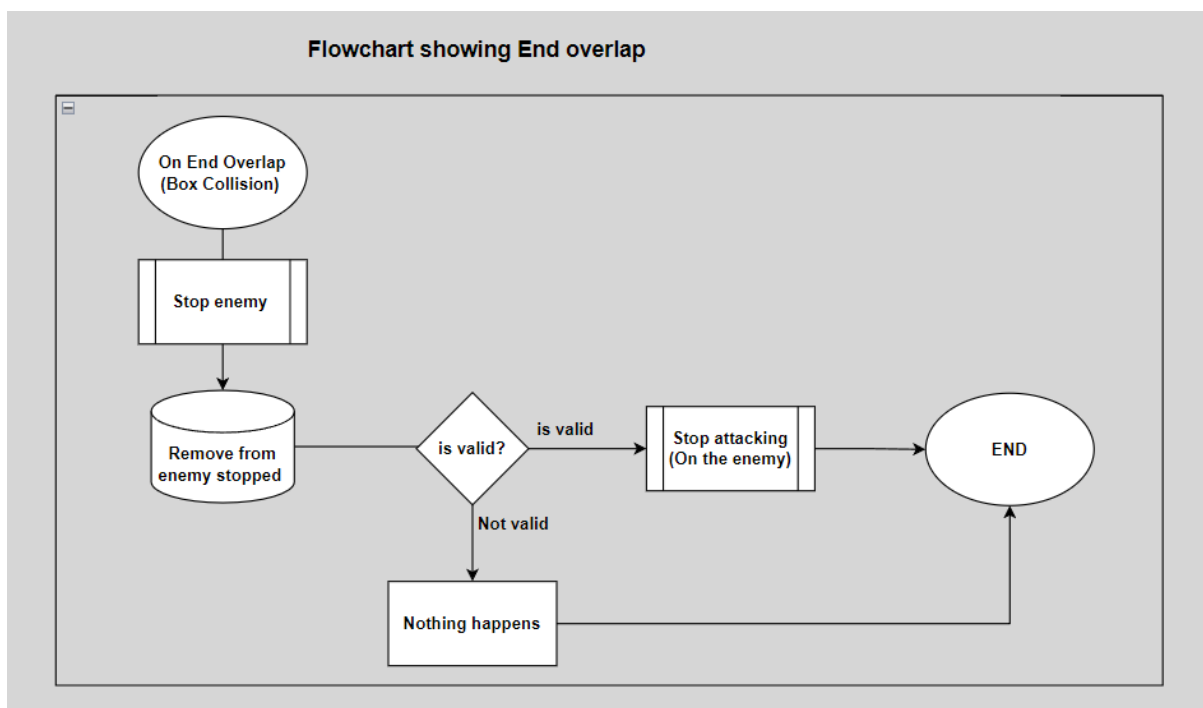 Flowchart showing End overlap
On End Overlap
(Box Collision)
Stop enemy
Remove from
enemy stopped
is valid?
is valid
Stop attacking
(On the enemy)
END
Not valid
Nothing happens